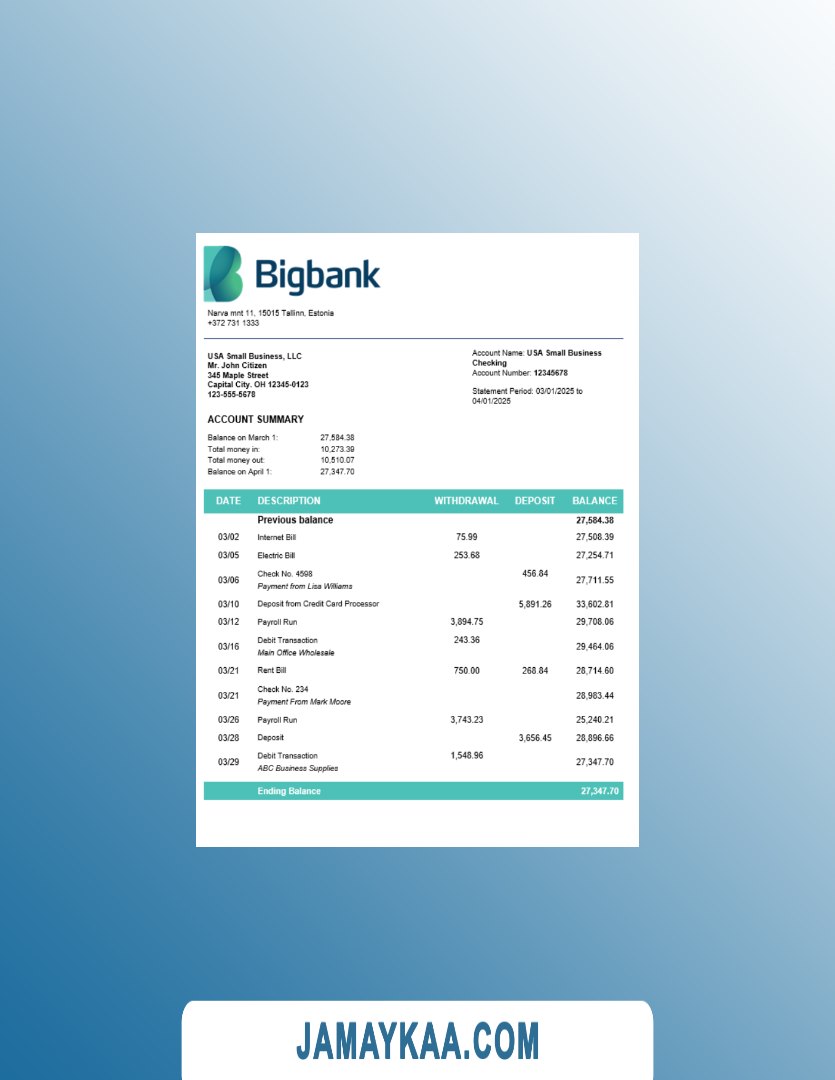 Bigbank
Narva mnt 11, 15015 Tallinn, Estonia
+372 731 1333
USA Small Business, LLC
Mr. John Citizen
345 Maple Street
Capital City. OH 12345-0123
123-555-5678
Account Name: USA Small Business
Checking
Account Number: 12345678
Statement Period: 03/01/2025 to
04/01/2025
ACCOUNT SUMMARY
Balance on March 1: 27,584.38
Total money in: 10,273.39
Total money out: 10,510.07
Balance on April 1: 27,347.70
DATE DESCRIPTION WITHDRAWAL DEPOSIT BALANCE
Previous balance 27,584.38
03/02 Internet Bill 75.99 27,508.39
03/05 Electric Bill 253.68 27,254.71
03/06 Check No. 4598 456.84 27,711.55
Payment from Lisa Williams
03/10 Deposit from Credit Card Processor 5,891.26 33,602.81
03/12 Payroll Run 3,894.75 29,708.06
03/16 Debit Transaction 243.36 29,464.06
Main Office Wholesale
03/21 Rent Bill 750.00 268.84 28,714.60
03/21 Check No. 234 28,983.44
Payment From Mark Moore
03/26 Payroll Run 3,743.23 25,240.21
03/28 Deposit 3,656.45 28,896.66
03/29 Debit Transaction 1,548.96 27,347.70
ABC Business Supplies
Ending Balance 27,347.70
JAMAYKAA.COM